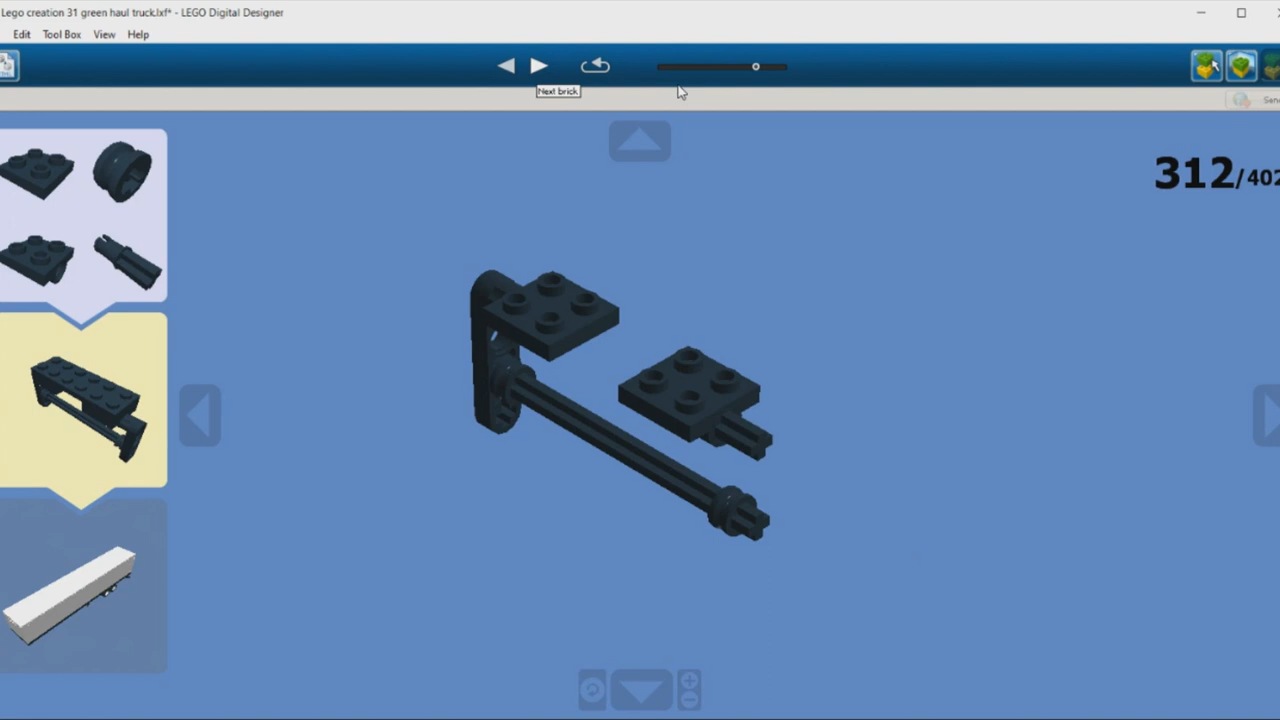 Lego creation 31 green haul truck.lxf* - LEGO Digital Designer
Edit Tool Box View Help
Next brick
312/402